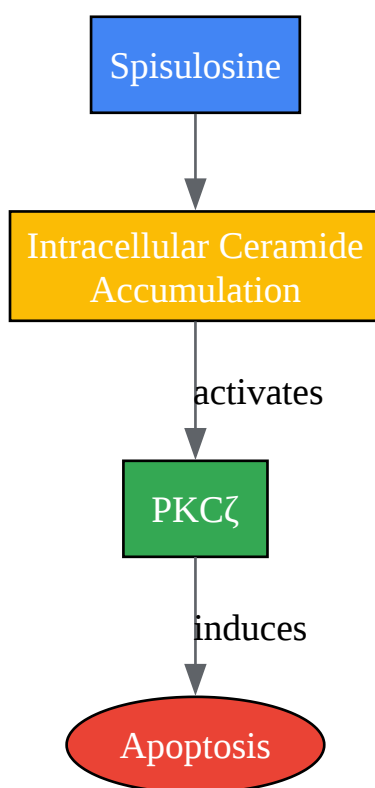 Spisulosine
Intracellular Ceramide
Accumulation
activates
PKCζ
induces
Apoptosis